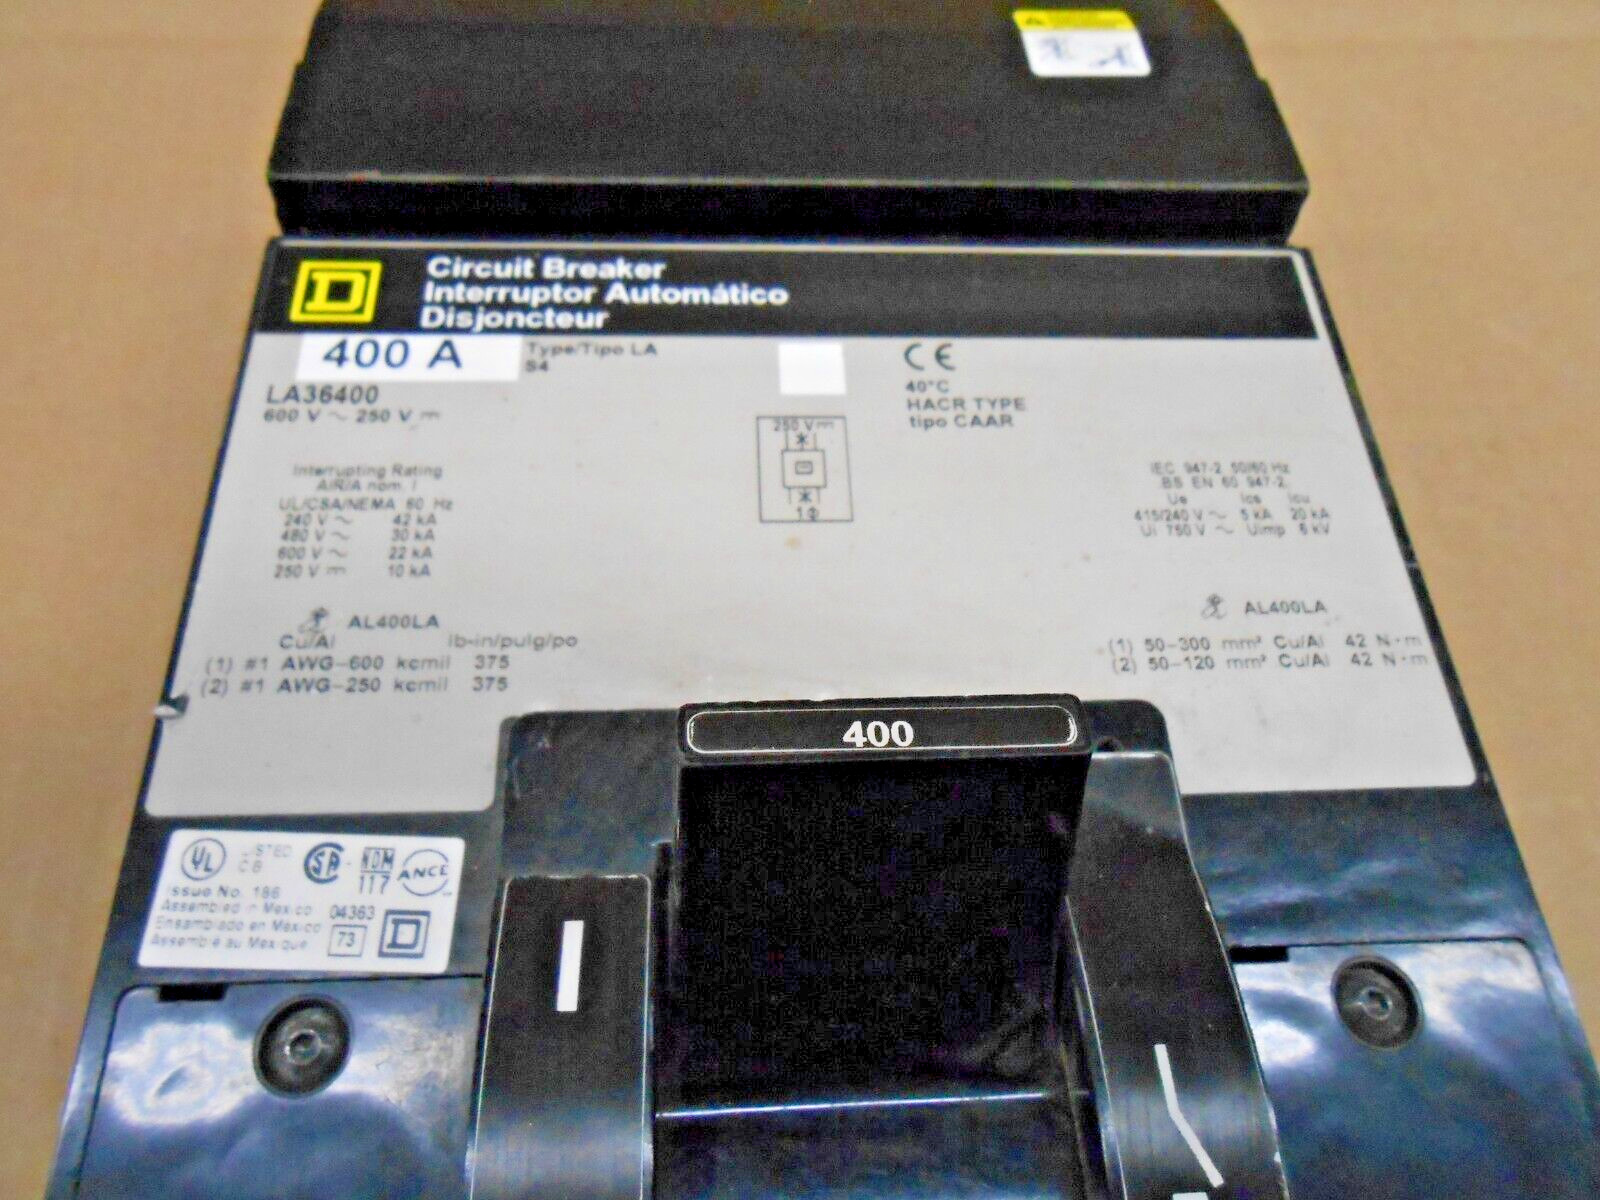 Circuit Breaker
Interruptor Automático
Disjoncteur
400 A
Type/Tipo LA
S4
LA36400
600 V ~ 250 V ⎓
CE
40°C
HACR TYPE
tipo CAAR
250 V ⎓
1Φ
Interrupting Rating
AIR/A nom. I
UL/CSA/NEMA 60 Hz
240 V ~ 42 kA
480 V ~ 30 kA
600 V ~ 22 kA
250 V ⎓ 10 kA
IEC 947-2 50/60 Hz
BS EN 60 947-2
Ue Ics Icu
415/240 V ~ 5 kA 20 kA
Ui 750 V ~ Uimp 8 kV
AL400LA
Cu/Al lb-in/pulg/po
(1) #1 AWG–600 kcmil 375
(2) #1 AWG–250 kcmil 375
AL400LA
(1) 50–300 mm² Cu/Al 42 N·m
(2) 50–120 mm² Cu/Al 42 N·m
400
UL LISTED C.B. SA NOM 117 ANCE
Issue No. 186
Assembled in Mexico 04363
Ensamblado en Mexico
Assemblé au Mexique 73 D